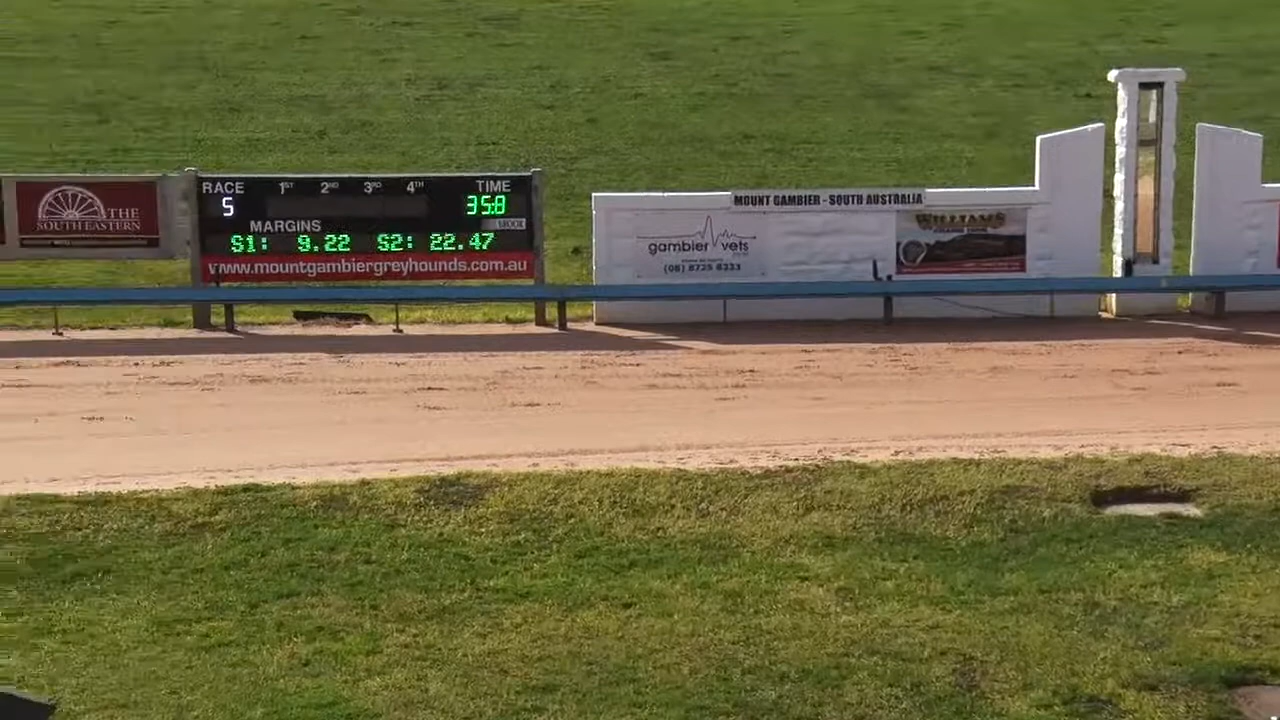 THE
SOUTH EASTERN
RACE 1ST 2ND 3RD 4TH TIME
5 35:8
MARGINS
S1: 9.22 S2: 22.47
www.mountgambiergreyhounds.com.au
MOUNT GAMBIER - SOUTH AUSTRALIA
gambier vets
(08) 8725 8333
WILLIAMS